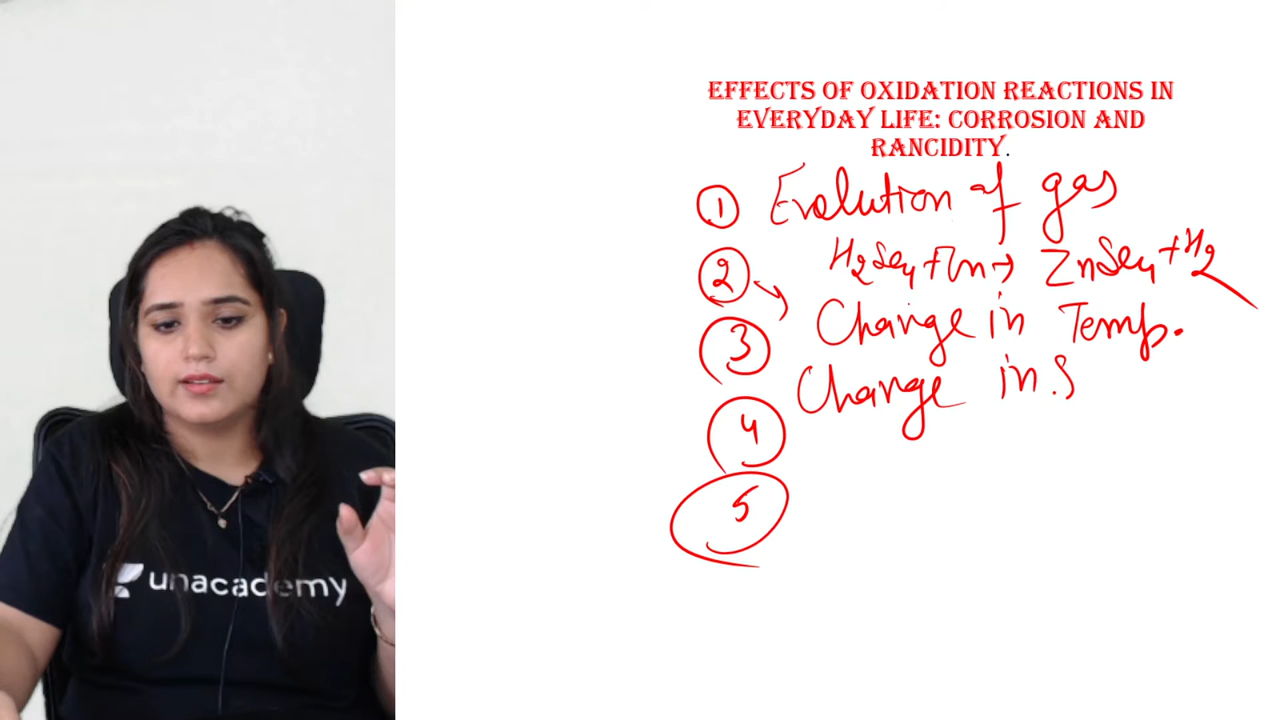 EFFECTS OF OXIDATION REACTIONS IN
EVERYDAY LIFE: CORROSION AND
RANCIDITY.
① Evolution of gas
② H2SO4 + Zn → ZnSO4 + H2
Change in Temp.
③ Change in S
④
⑤
unacademy